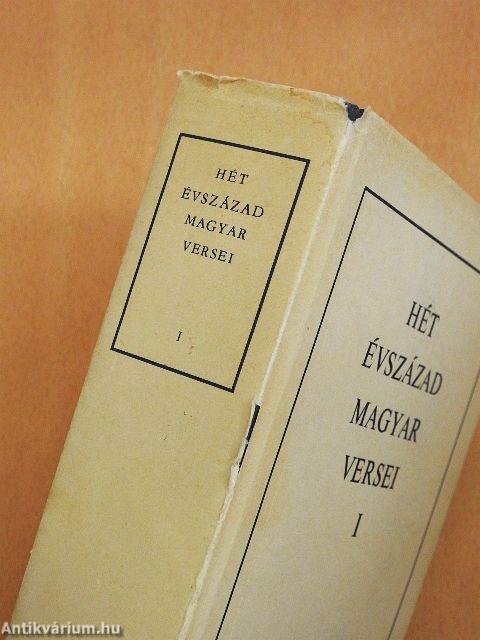 HÉT
ÉVSZÁZAD
MAGYAR
VERSEI
I
HÉT
ÉVSZÁZAD
MAGYAR
VERSEI
I
Antikvárium.hu